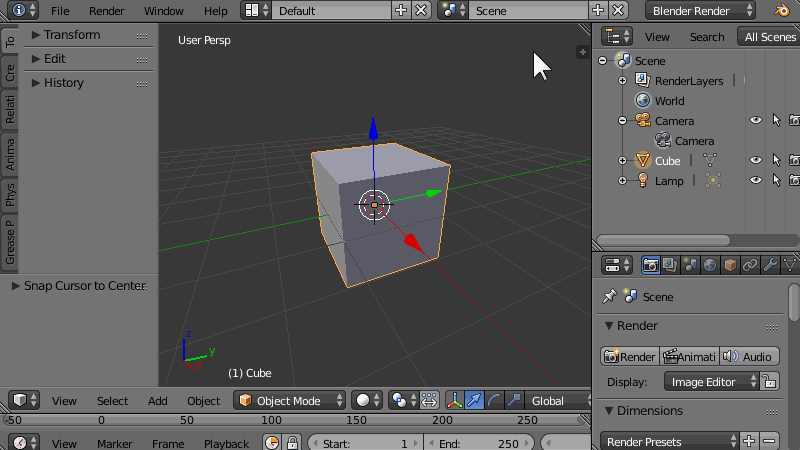 File Render Window Help Default Scene Blender Render
View Search All Scenes
Transform
Edit
History
Snap Cursor to Center
To
Cre
Relati
Anima
Phys
Grease P
User Persp
z
y
x
(1) Cube
Scene
RenderLayers
World
Camera
Camera
Cube
Lamp
Scene
Render
Render Animati Audio
Display: Image Editor
Dimensions
Render Presets
View Select Add Object Object Mode Global
-50 0 50 100 150 200 250
View Marker Frame Playback Start: 1 End: 250